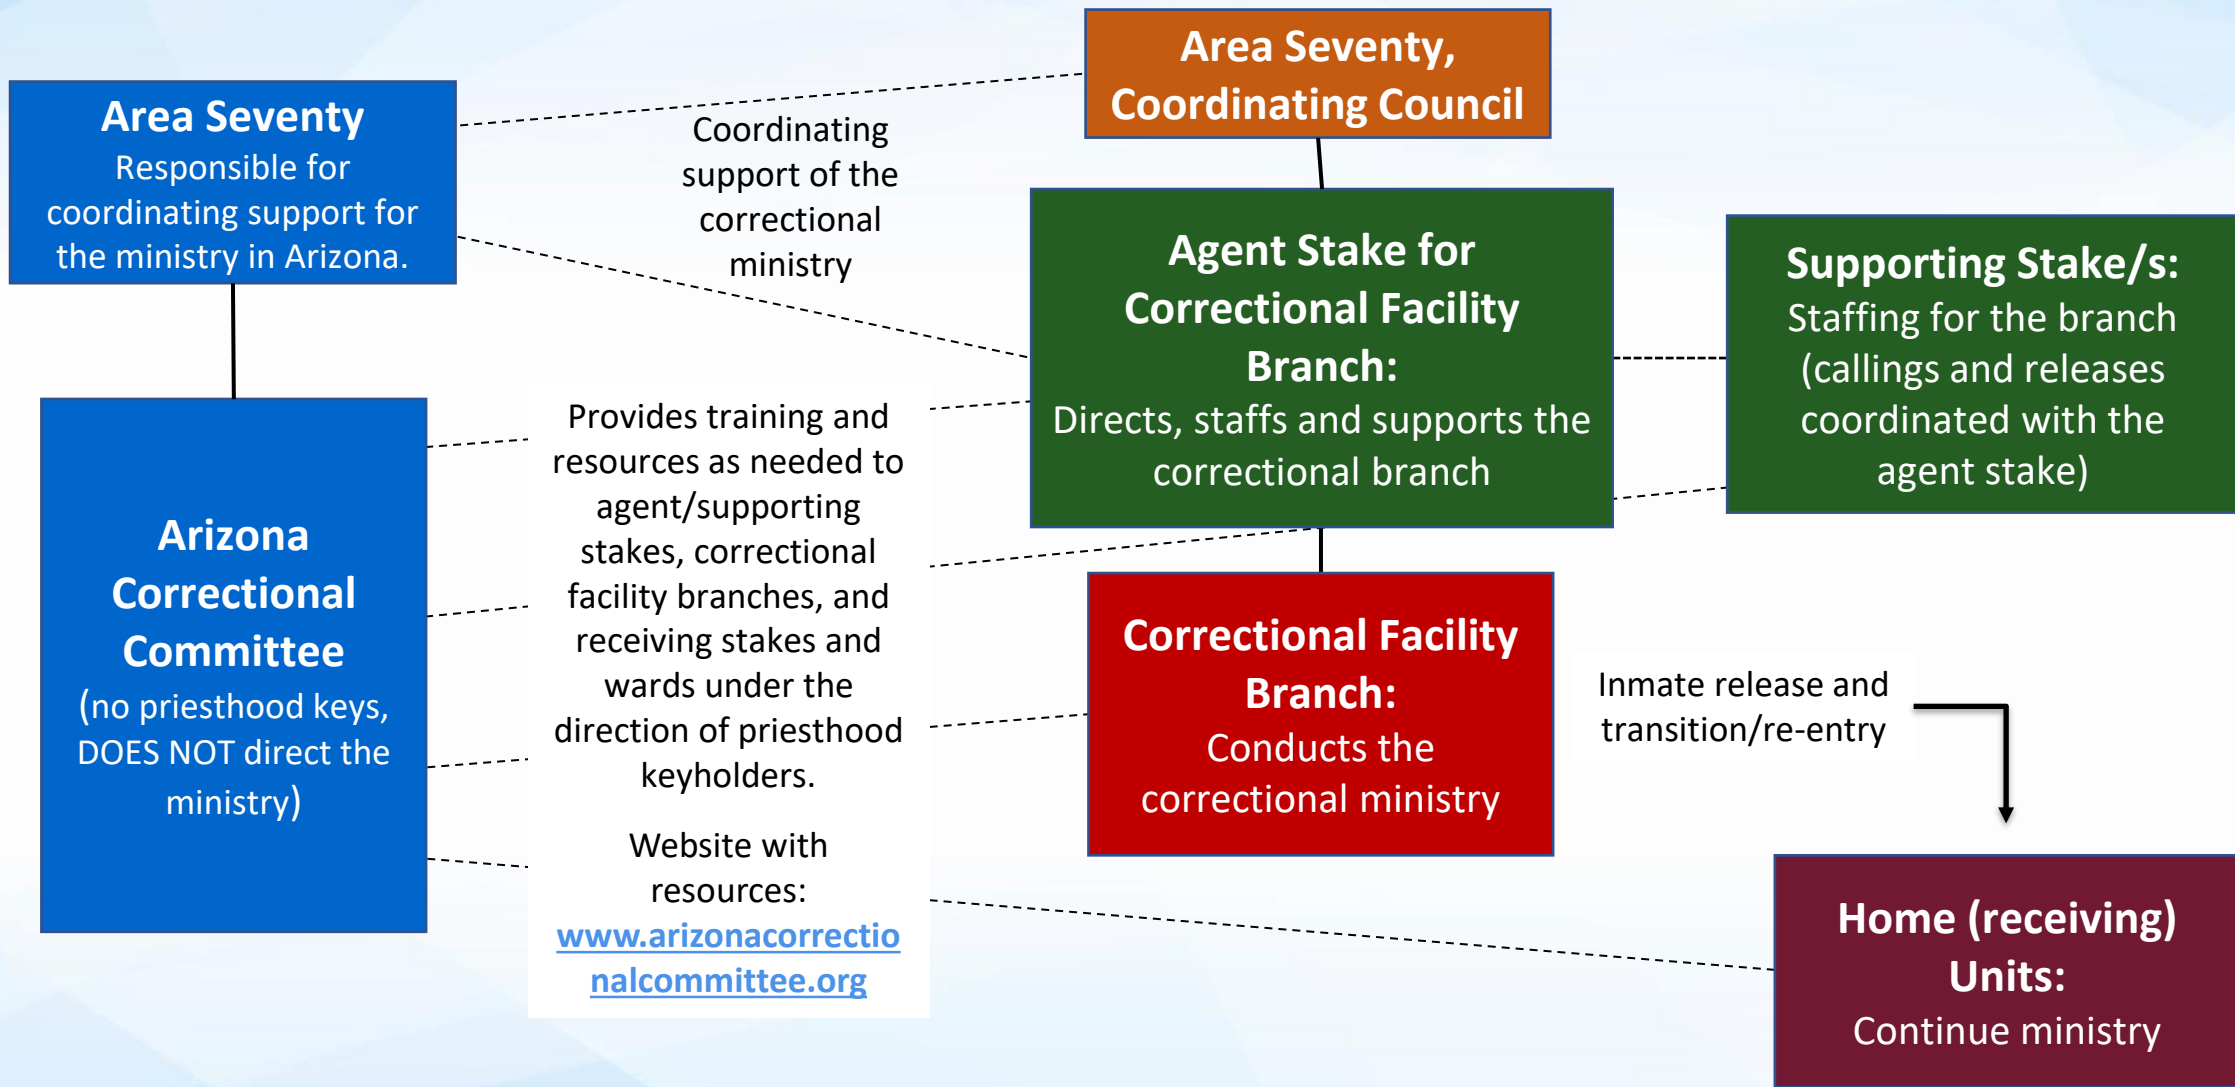 Area Seventy
Responsible for
coordinating support for
the ministry in Arizona.
Coordinating
support of the
correctional
ministry
Area Seventy,
Coordinating Council
Agent Stake for
Correctional Facility
Branch:
Directs, staffs and supports the
correctional branch
Supporting Stake/s:
Staffing for the branch
(callings and releases
coordinated with the
agent stake)
Arizona
Correctional
Committee
(no priesthood keys,
DOES NOT direct the
ministry)
Provides training and
resources as needed to
agent/supporting
stakes, correctional
facility branches, and
receiving stakes and
wards under the
direction of priesthood
keyholders.
Website with
resources:
www.arizonacorrectio
nalcommittee.org
Correctional Facility
Branch:
Conducts the
correctional ministry
Inmate release and
transition/re-entry
Home (receiving)
Units:
Continue ministry